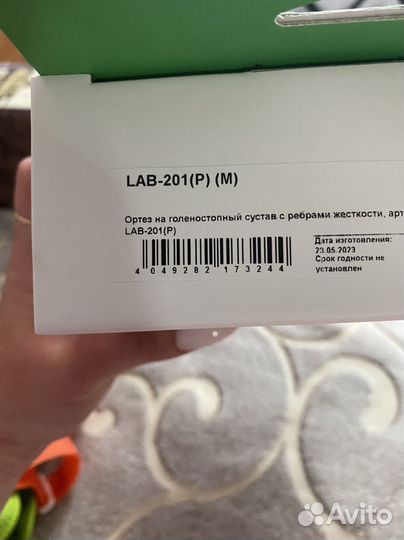 LAB-201(P) (M)
Ортез на голеностопный сустав с ребрами жесткости, арт
LAB-201(P)
Дата изготовления:
23.05.2023
Срок годности не
установлен
4 049282 173244
Avito